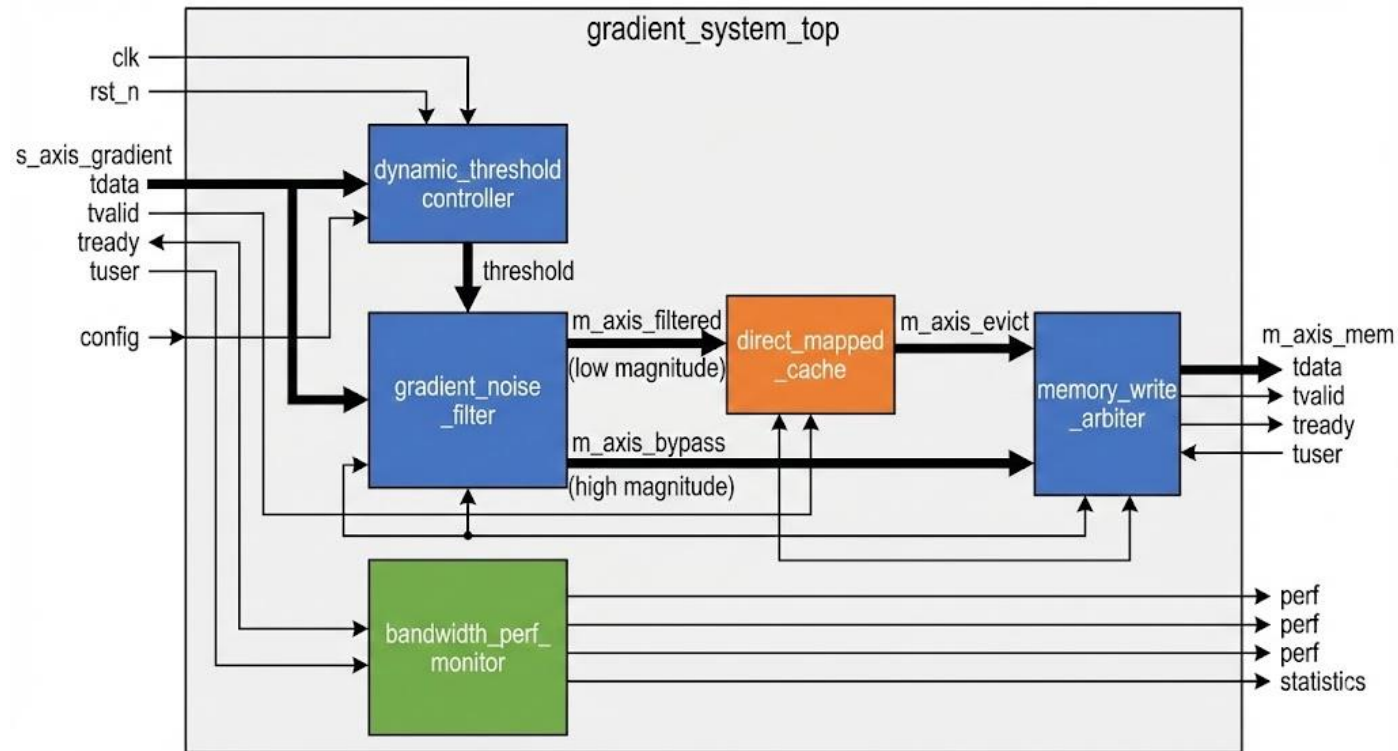 gradient_system_top
clk
rst_n
s_axis_gradient
tdata
tvalid
tready
tuser
config
dynamic_threshold
controller
threshold
gradient_noise
_filter
m_axis_filtered
(low magnitude)
direct_mapped
_cache
m_axis_evict
m_axis_bypass
(high magnitude)
memory_write
_arbiter
m_axis_mem
tdata
tvalid
tready
tuser
bandwidth_perf_
monitor
perf
perf
perf
statistics